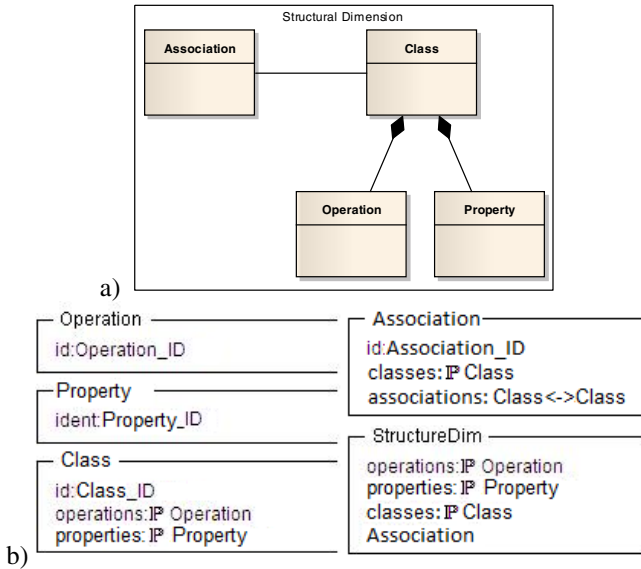 Structural Dimension
Association
Class
Operation
Property
a)
Operation
id:Operation_ID
Property
ident:Property_ID
Class
id:Class_ID
operations:ℙ Operation
properties:ℙ Property
Association
id:Association_ID
classes:ℙ Class
associations: Class<->Class
StructureDim
operations:ℙ Operation
properties:ℙ Property
classes:ℙ Class
Association
b)